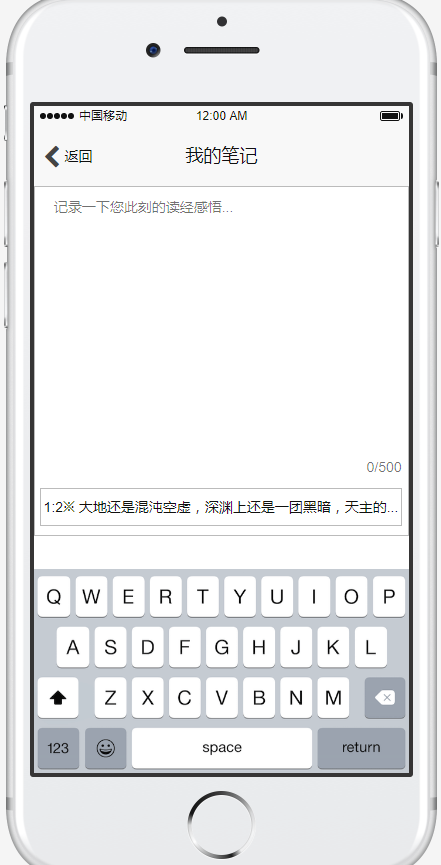 中国移动 12:00 AM
返回 我的笔记
记录一下您此刻的读经感悟...
0/500
1:2※ 大地还是混沌空虚，深渊上还是一团黑暗，天主的...
Q W E R T Y U I O P
A S D F G H J K L
Z X C V B N M
123 space return